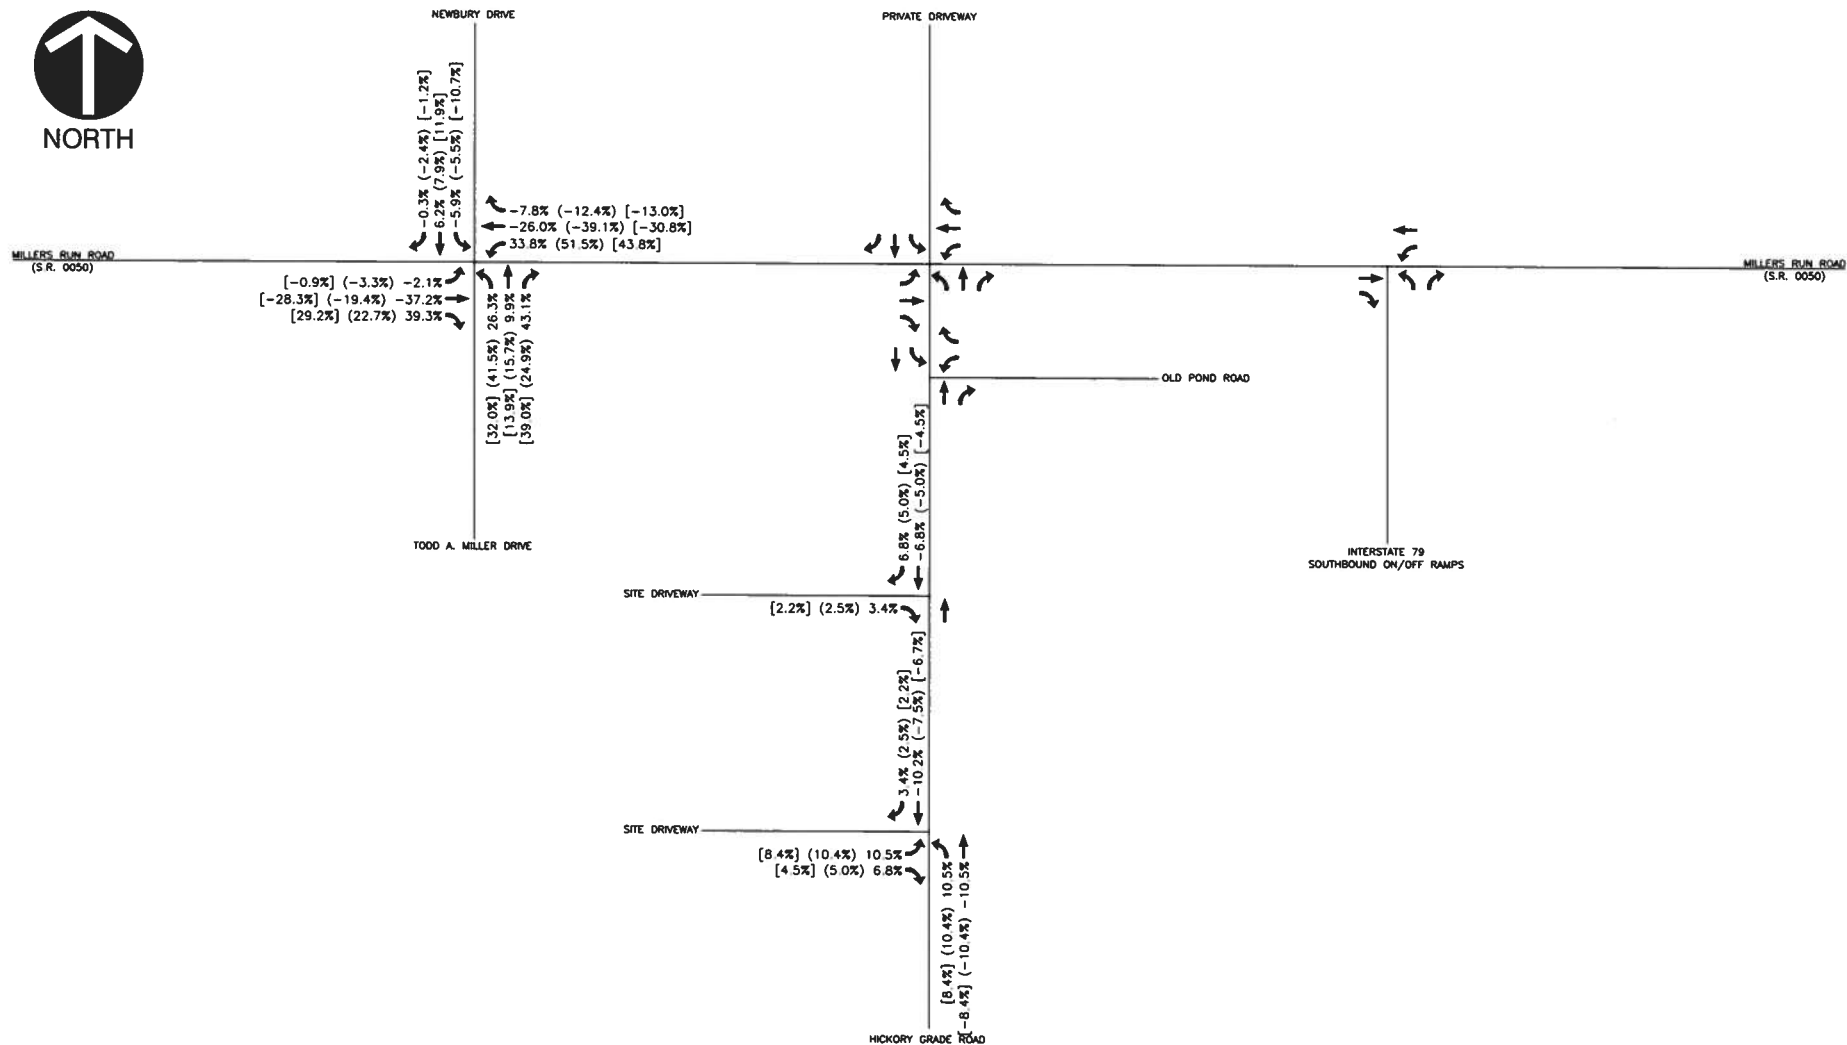 NEWBURY DRIVE
PRIVATE DRIVEWAY
NORTH
-0.3% (-2.4%) [-1.2%]
6.2% (7.9%) [11.9%]
-5.9% (-5.5%) [-10.7%]
-7.8% (-12.4%) [-13.0%]
-26.0% (-39.1%) [-30.8%]
33.8% (51.5%) [43.8%]
MILLERS RUN ROAD
(S.R. 0050)
MILLERS RUN ROAD
(S.R. 0050)
[-0.9%] (-3.3%) -2.1%
[-28.3%] (-19.4%) -37.2%
[29.2%] (22.7%) 39.3%
[32.0%] (41.5%) 26.3%
[13.9%] (15.7%) 9.9%
[39.0%] (24.9%) 43.1%
OLD POND ROAD
6.8% (5.0%) [4.5%]
-6.8% (-5.0%) [-4.5%]
TODD A. MILLER DRIVE
INTERSTATE 79
SOUTHBOUND ON/OFF RAMPS
SITE DRIVEWAY
[2.2%] (2.5%) 3.4%
3.4% (2.5%) [2.2%]
-10.2% (-7.5%) [-6.7%]
SITE DRIVEWAY
[8.4%] (10.4%) 10.5%
[4.5%] (5.0%) 6.8%
[8.4%] (10.4%) 10.5%
[-8.4%] (-10.4%) -10.5%
HICKORY GRADE ROAD